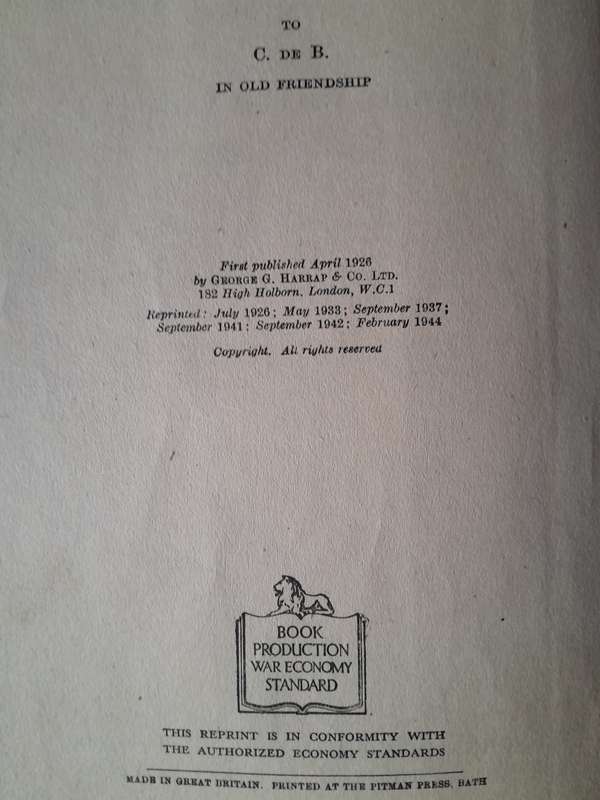 TO
C. DE B.
IN OLD FRIENDSHIP
First published April 1926
by GEORGE G. HARRAP & CO. LTD.
182 High Holborn, London, W.C.1
Reprinted: July 1926; May 1933; September 1937;
September 1941; September 1942; February 1944
Copyright. All rights reserved
BOOK
PRODUCTION
WAR ECONOMY
STANDARD
THIS REPRINT IS IN CONFORMITY WITH
THE AUTHORIZED ECONOMY STANDARDS
MADE IN GREAT BRITAIN. PRINTED AT THE PITMAN PRESS, BATH